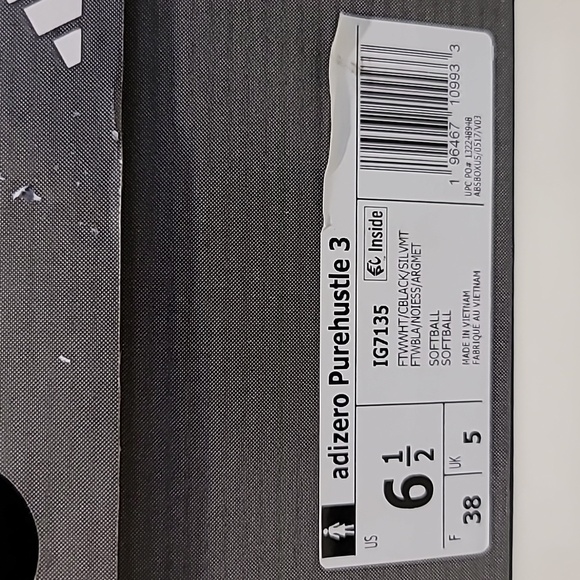 adizero Purehustle 3
US
6 1/2
F
38
UK
5
IG7135
Inside
FTWWHT/CBLACK/SILVMT
FTWBLA/NOIESS/ARGMET
SOFTBALL
SOFTBALL
MADE IN VIETNAM
FABRIQUE AU VIETNAM
1 96467 10993 3
UPC PO# 132248948
ABSBOXUS/0517/V03